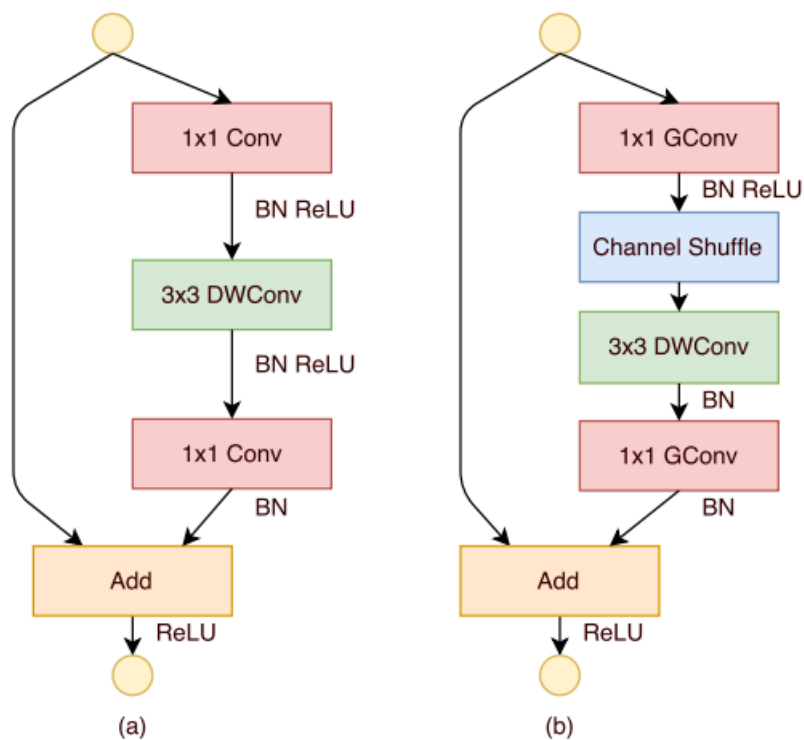 1x1 Conv
BN ReLU
3x3 DWConv
BN ReLU
1x1 Conv
BN
Add
ReLU
(a)
1x1 GConv
BN ReLU
Channel Shuffle
3x3 DWConv
BN
1x1 GConv
BN
Add
ReLU
(b)